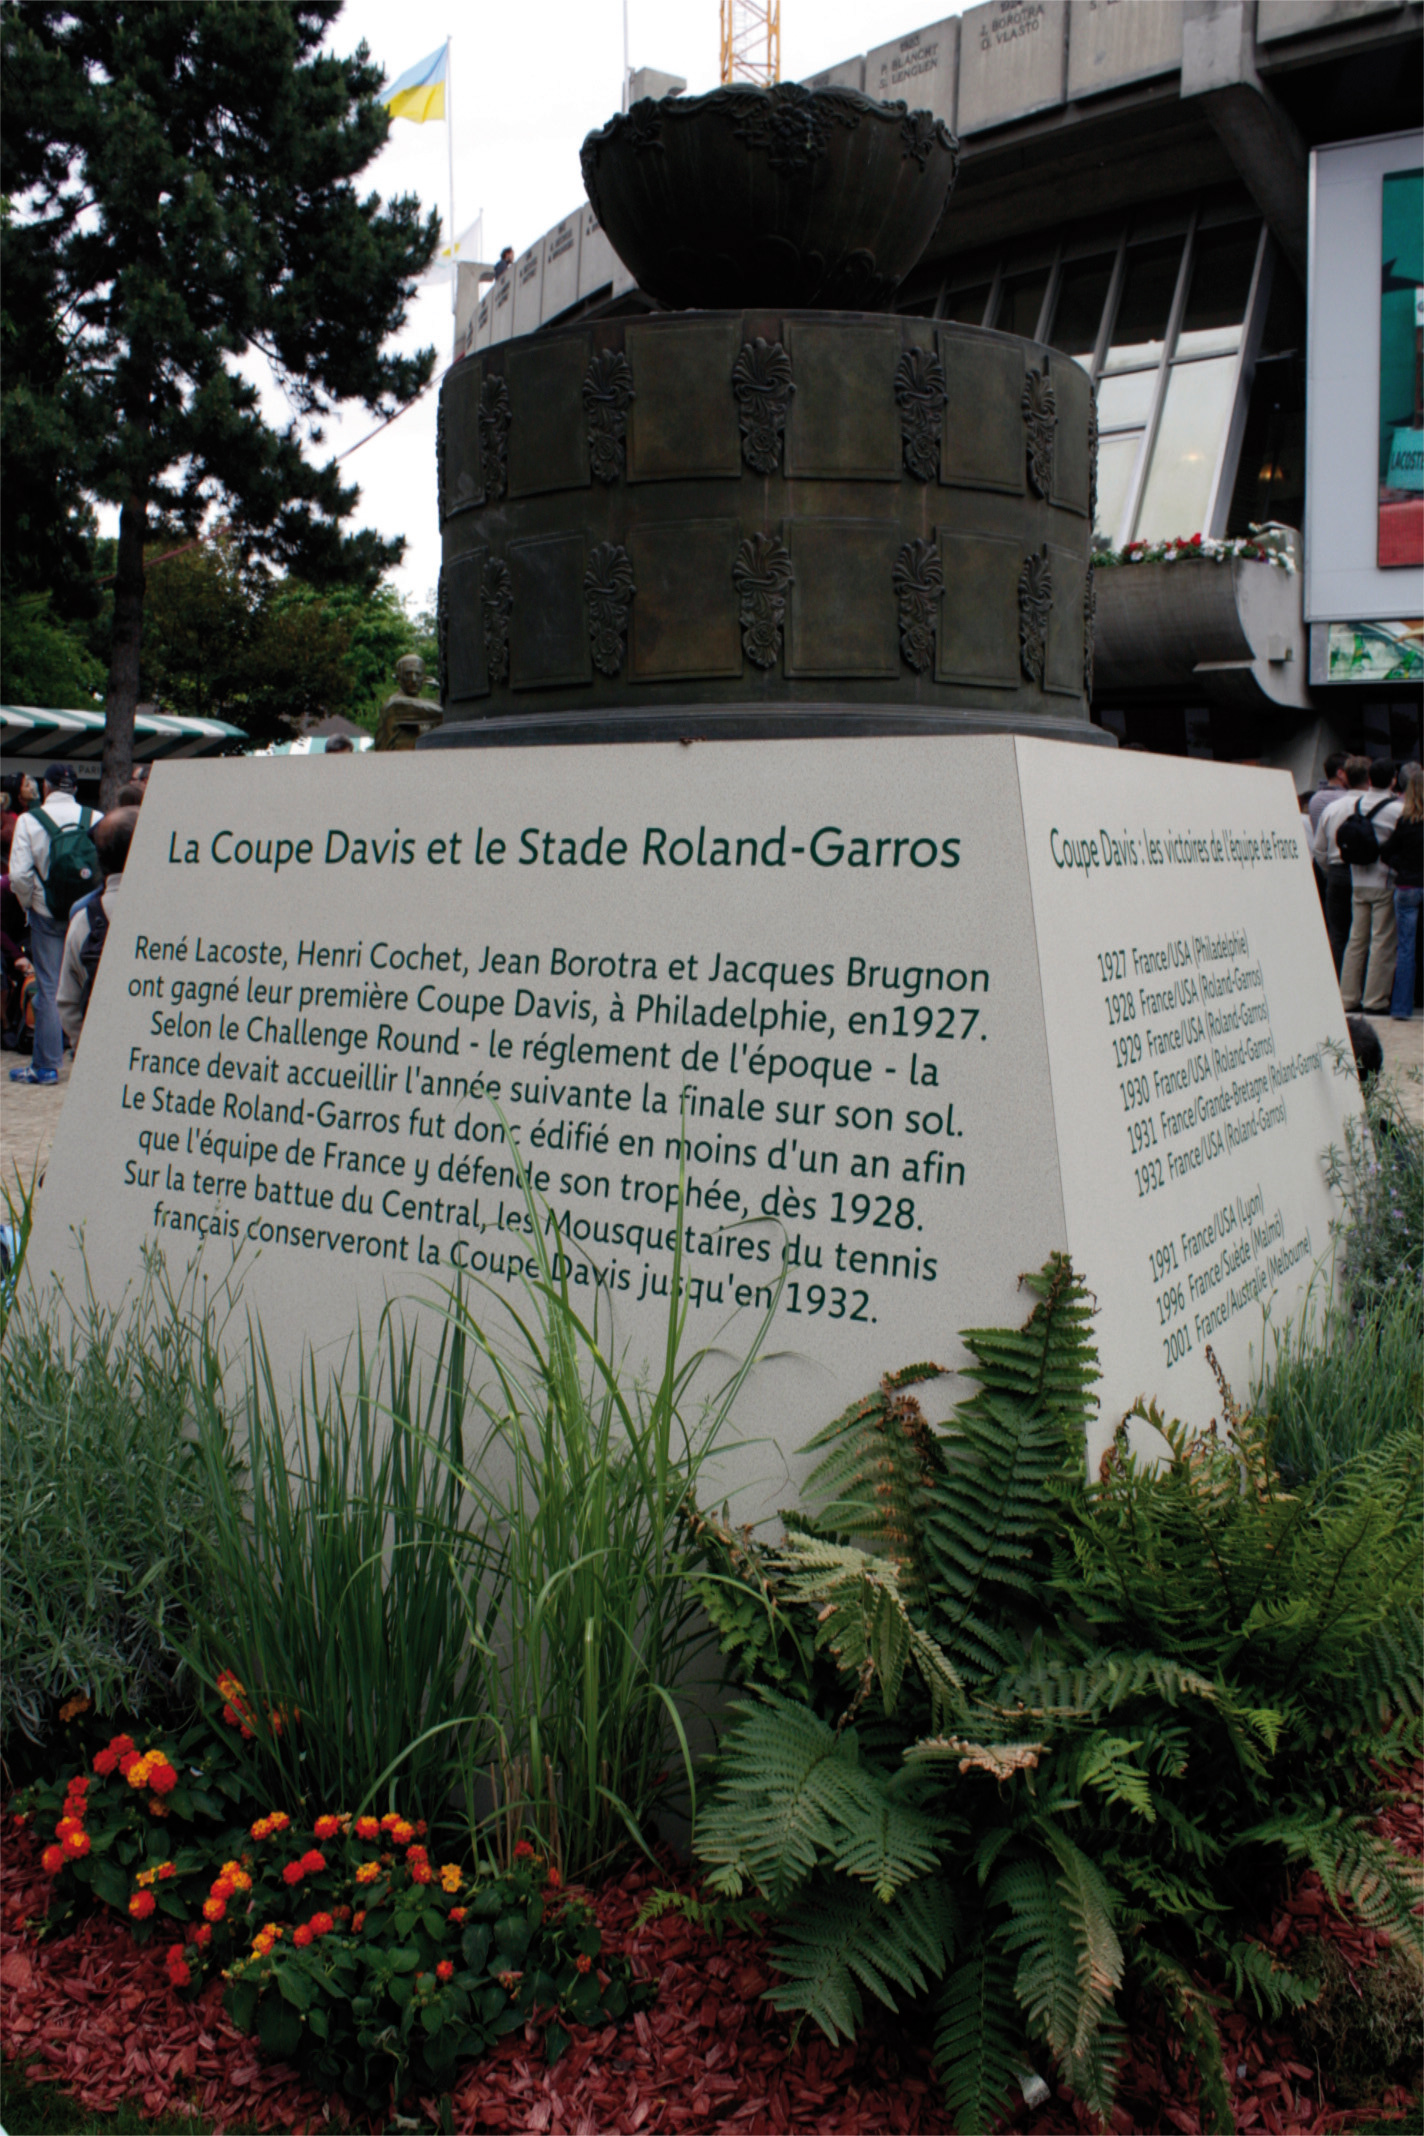 1923
P. BLANCHY
S. LENGLEN
1924
J. BOROTRA
D. VLASTO
LACOSTE
La Coupe Davis et le Stade Roland-Garros
René Lacoste, Henri Cochet, Jean Borotra et Jacques Brugnon
ont gagné leur première Coupe Davis, à Philadelphie, en1927.
Selon le Challenge Round - le réglement de l'époque - la
France devait accueillir l'année suivante la finale sur son sol.
Le Stade Roland-Garros fut donc édifié en moins d'un an afin
que l'équipe de France y défende son trophée, dès 1928.
Sur la terre battue du Central, les Mousquetaires du tennis
français conserveront la Coupe Davis jusqu'en 1932.
Coupe Davis : les victoires de l'équipe de France
1927 France/USA (Philadelphie)
1928 France/USA (Roland-Garros)
1929 France/USA (Roland-Garros)
1930 France/USA (Roland-Garros)
1931 France/Grande-Bretagne (Roland-Garros)
1932 France/USA (Roland-Garros)
1991 France/USA (Lyon)
1996 France/Suède (Malmö)
2001 France/Australie (Melbourne)